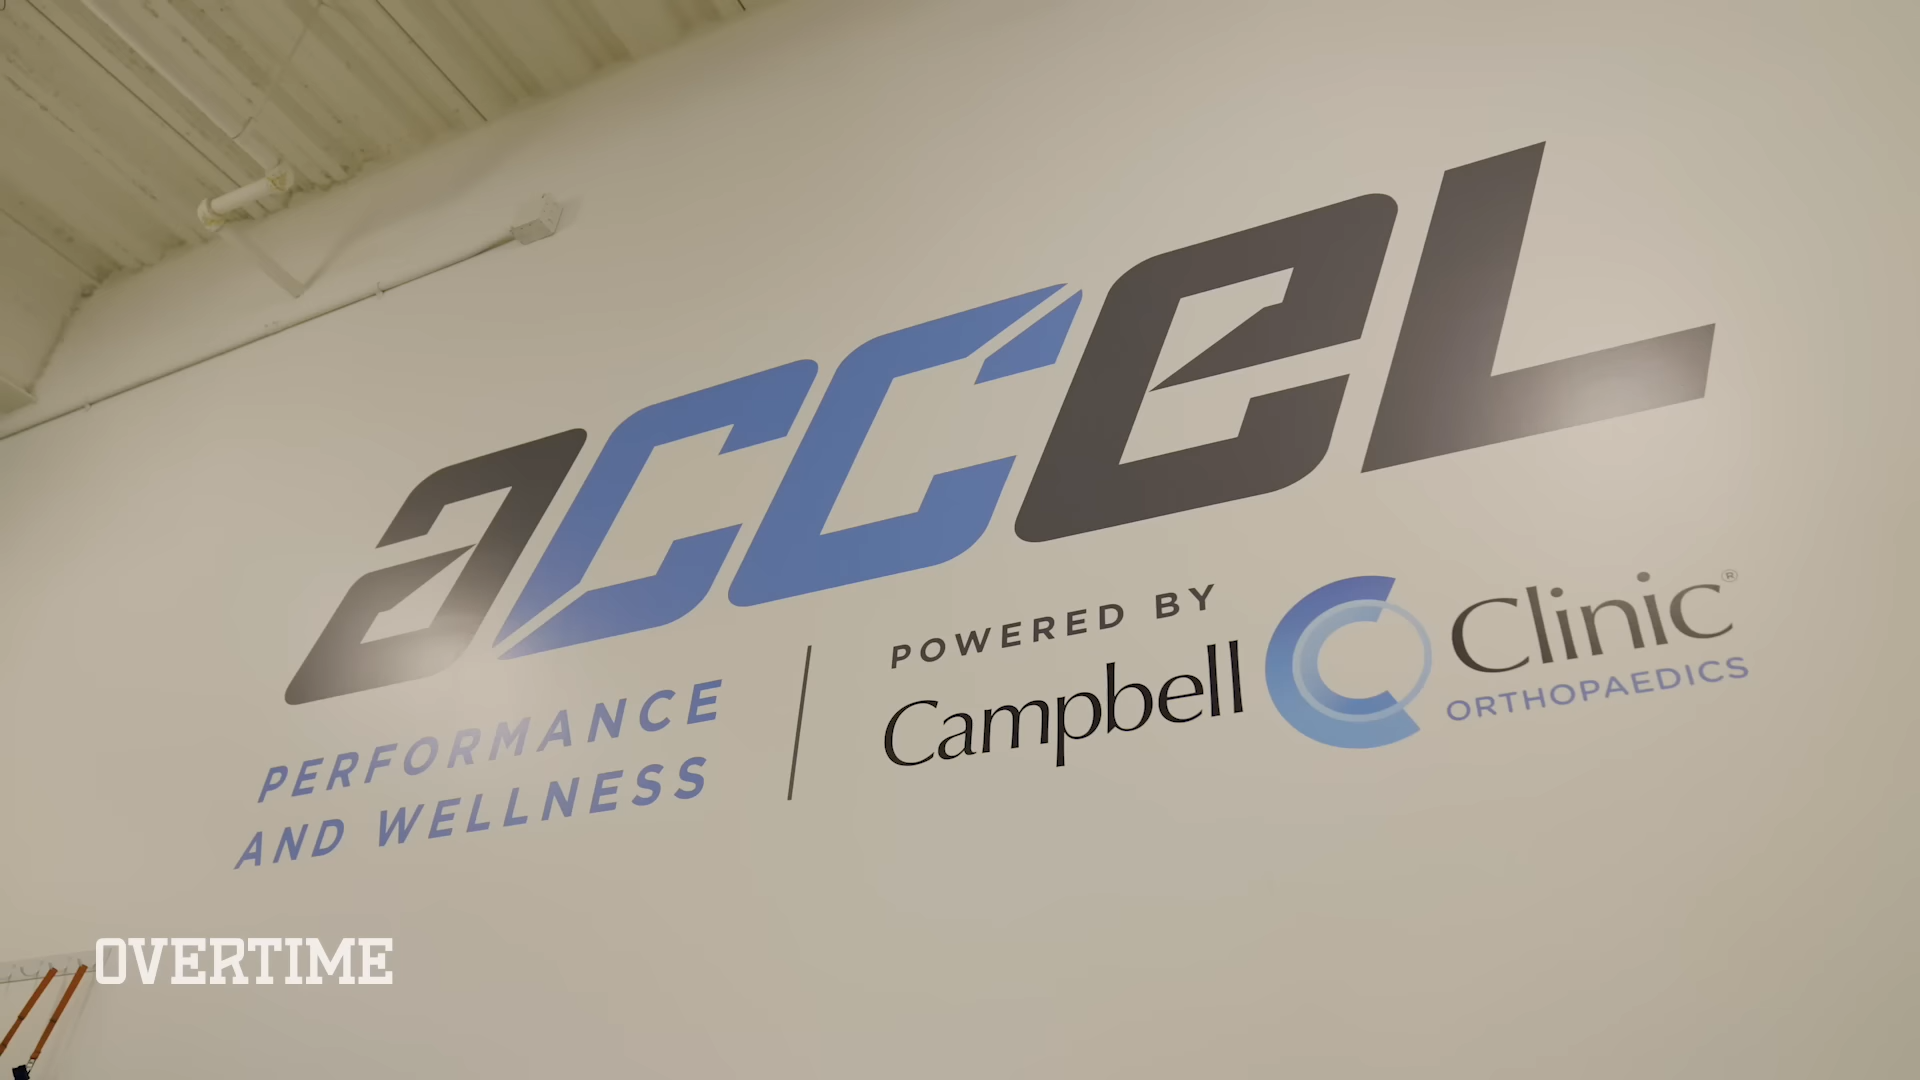 accel
PERFORMANCE
AND WELLNESS
POWERED BY
Campbell Clinic®
ORTHOPAEDICS
OVERTIME